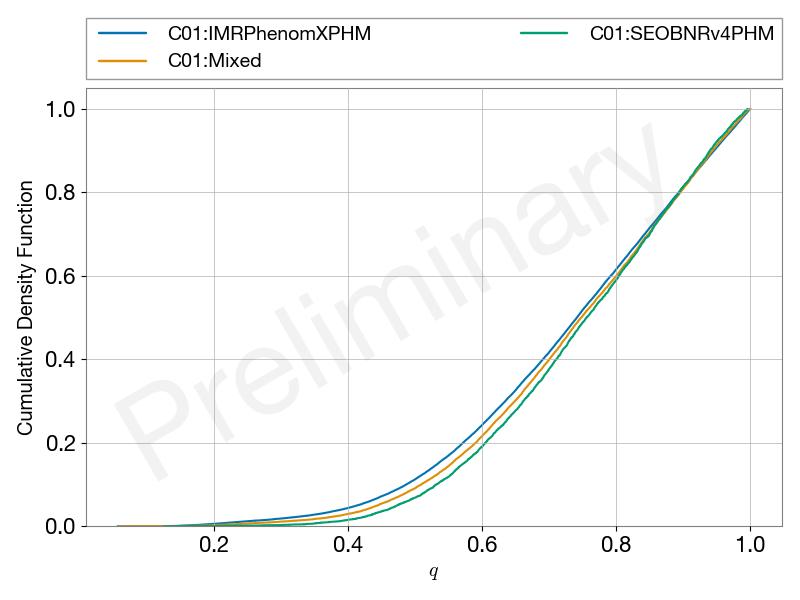 C01:IMRPhenomXPHM
C01:Mixed
C01:SEOBNRv4PHM
Preliminary
Cumulative Density Function
1.0
0.8
0.6
0.4
0.2
0.0
0.2 0.4 0.6 0.8 1.0
q